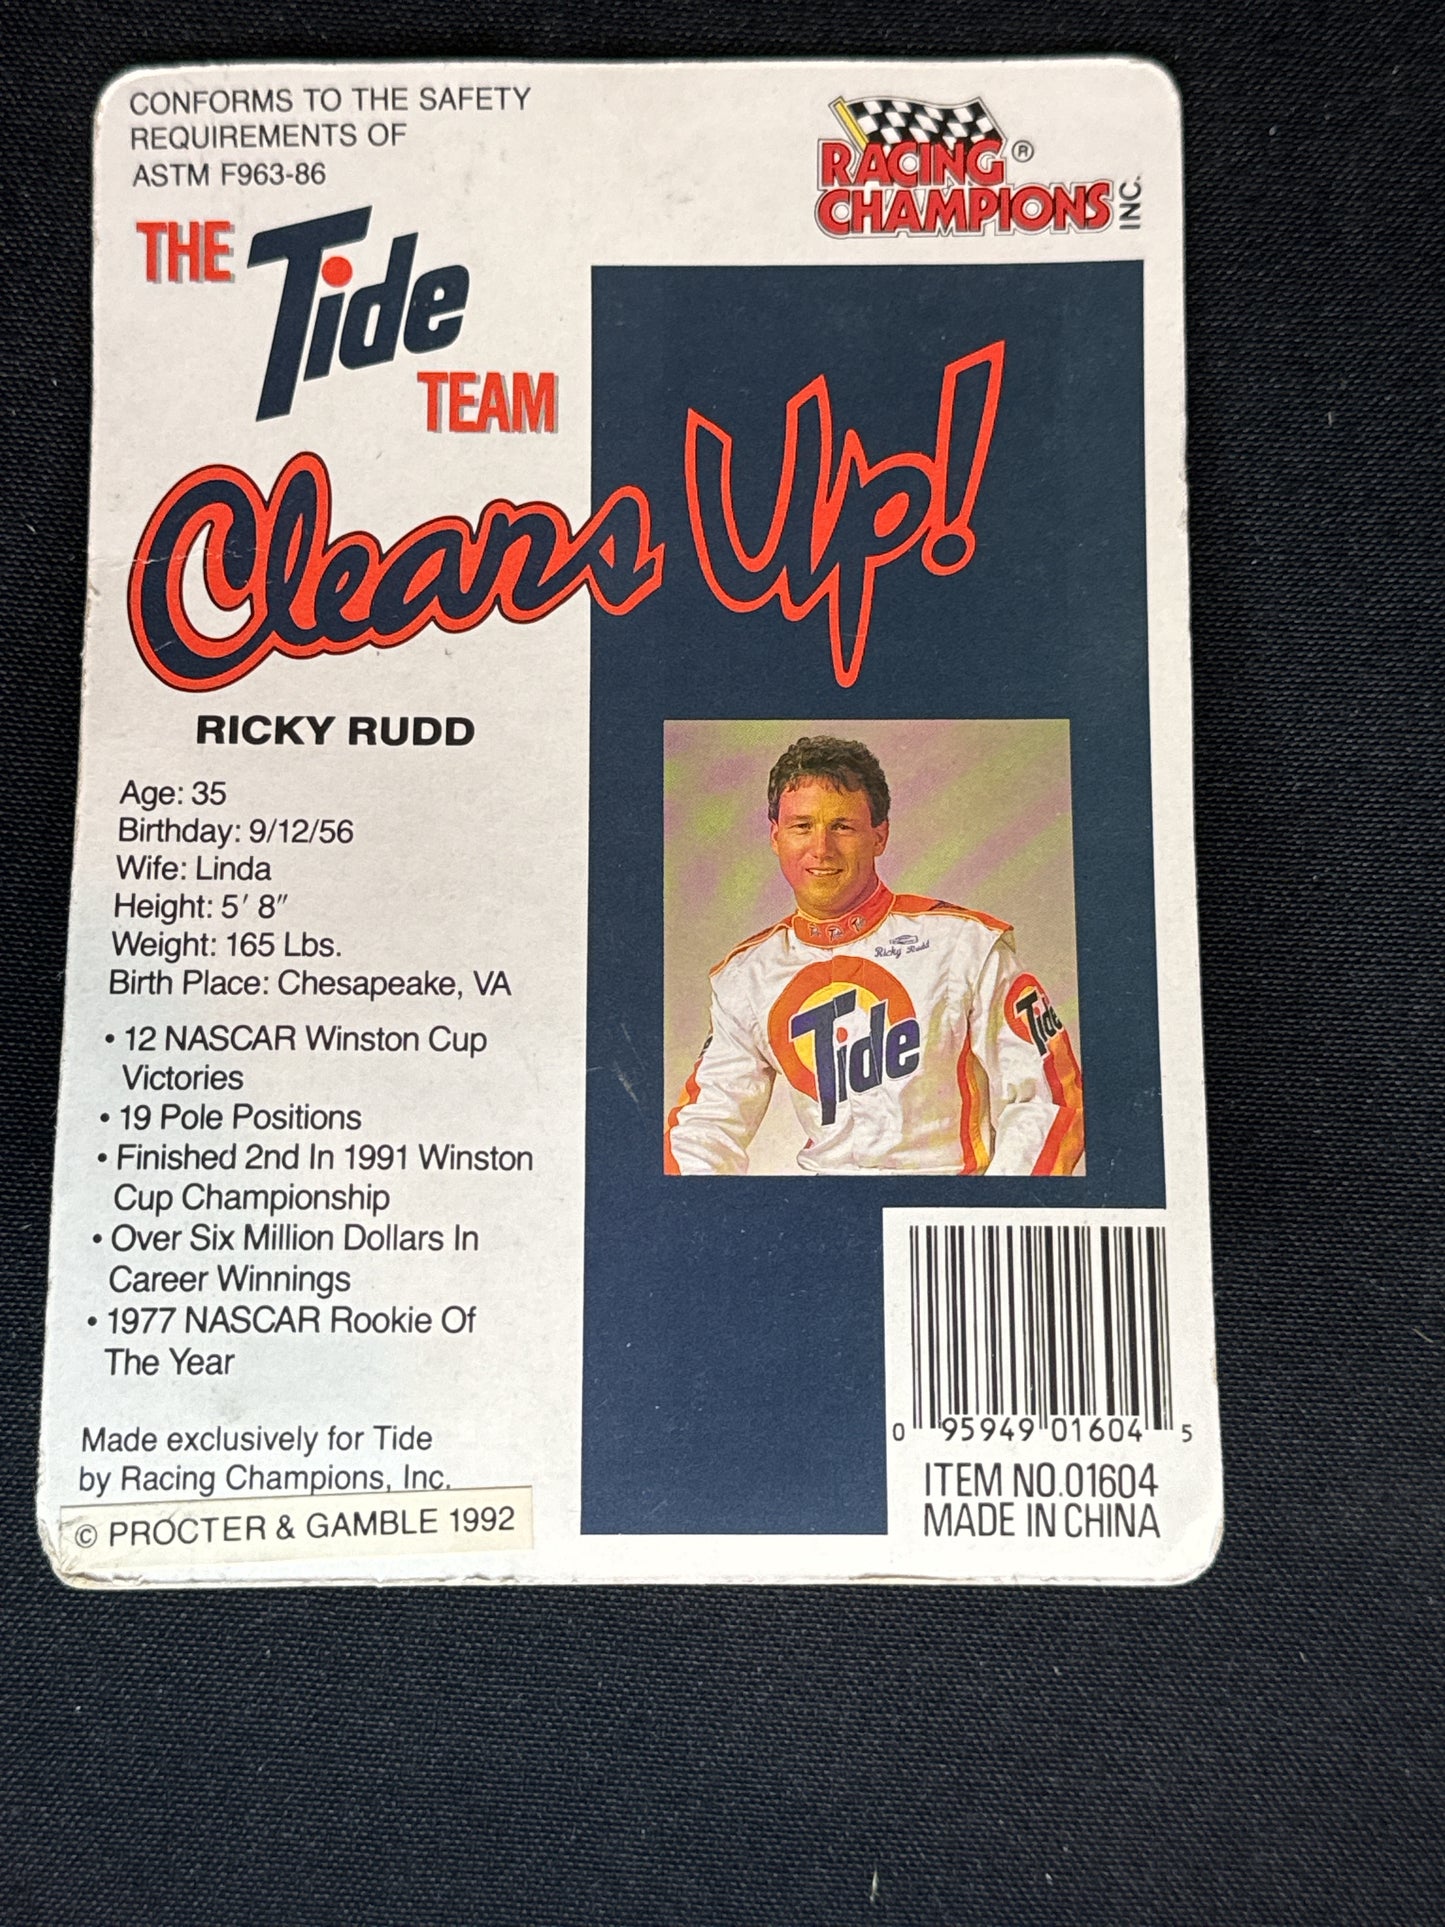 CONFORMS TO THE SAFETY
REQUIREMENTS OF
ASTM F963-86
RACING ®
CHAMPIONS INC.
THE Tide
TEAM
Cleans Up!
RICKY RUDD
Age: 35
Birthday: 9/12/56
Wife: Linda
Height: 5' 8"
Weight: 165 Lbs.
Birth Place: Chesapeake, VA
• 12 NASCAR Winston Cup
Victories
• 19 Pole Positions
• Finished 2nd In 1991 Winston
Cup Championship
• Over Six Million Dollars In
Career Winnings
• 1977 NASCAR Rookie Of
The Year
Made exclusively for Tide
by Racing Champions, Inc.
© PROCTER & GAMBLE 1992
Ricky Rudd
Tide
Tide
0 95949 01604 5
ITEM NO.01604
MADE IN CHINA